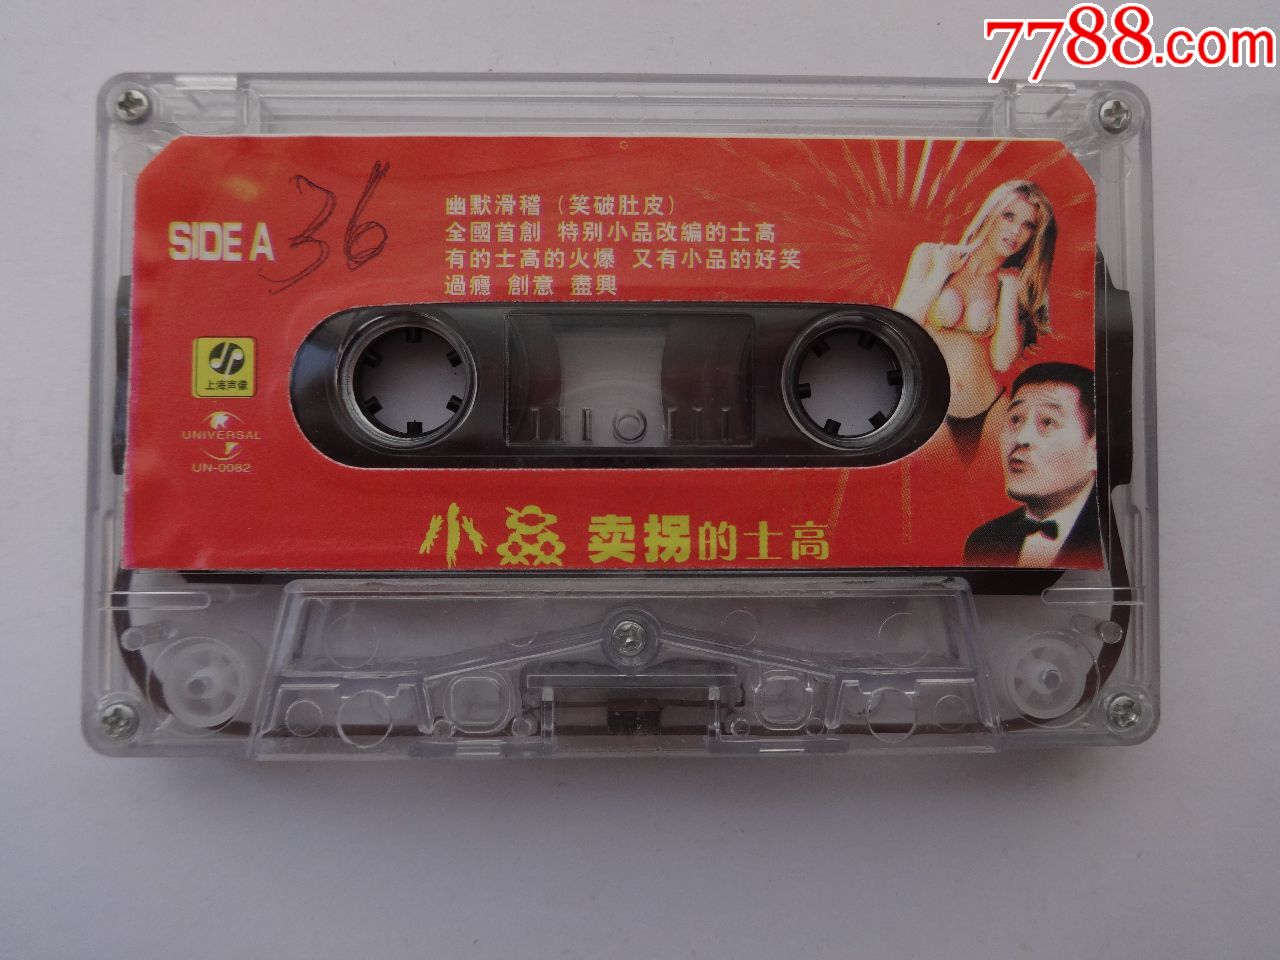 7788.com
SIDE A
36
幽默滑稽（笑破肚皮）
全國首創 特别小品改編的士高
有的士高的火爆 又有小品的好笑
過癮 創意 盡興
上海声像
UNIVERSAL
UN-0062
小品 卖拐的士高